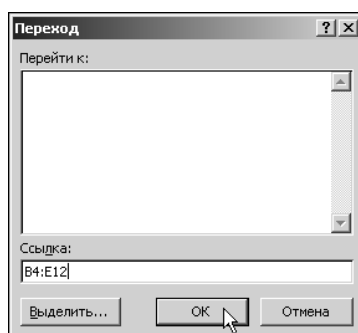 Переход
Перейти к:
Ссылка:
B4:E12
Выделить... ОК Отмена